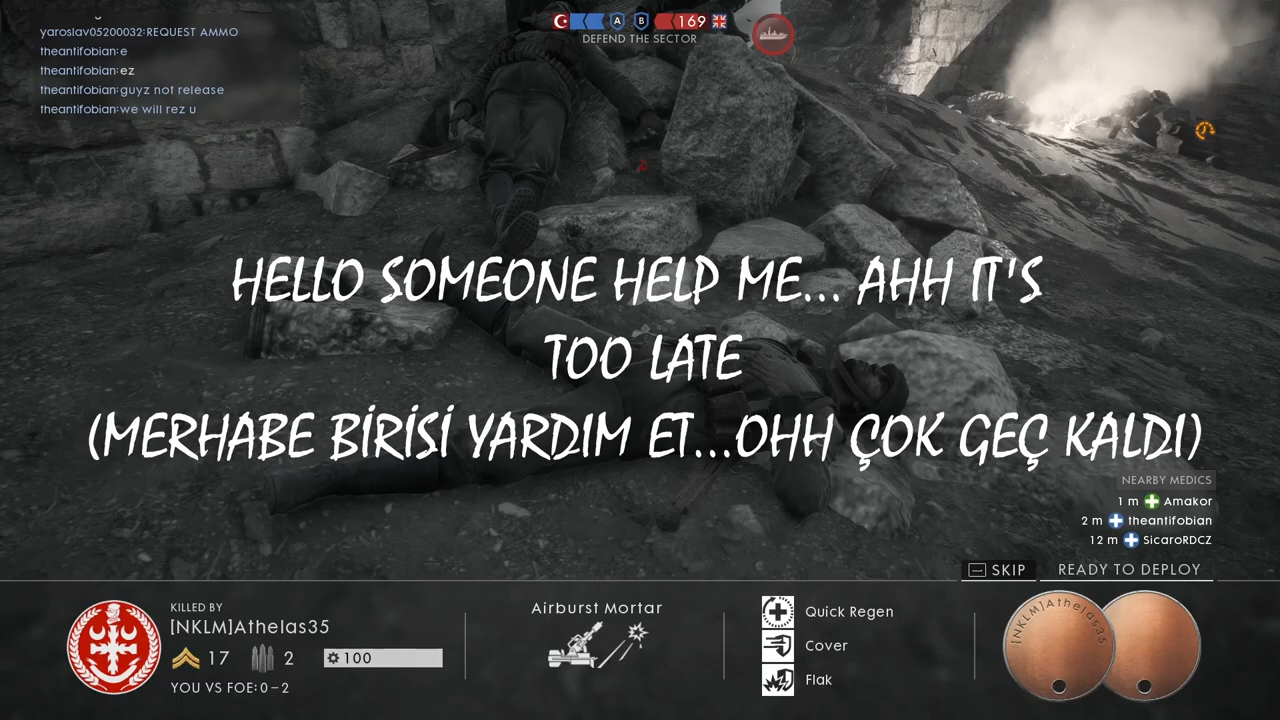 yaroslav05200032:REQUEST AMMO
theantifobian:e
theantifobian:ez
theantifobian:guyz not release
theantifobian:we will rez u
A B 169
DEFEND THE SECTOR
HELLO SOMEONE HELP ME... AHH IT'S
TOO LATE
(MERHABE BİRİSİ YARDIM ET...OHH ÇOK GEÇ KALDI)
NEARBY MEDICS
1 m Amakor
2 m theantifobian
12 m SicaroRDCZ
SKIP READY TO DEPLOY
KILLED BY
[NKLM]Athelas35
17 2 100
YOU VS FOE:0-2
Airburst Mortar
Quick Regen
Cover
Flak
[NKLM]Athelas35